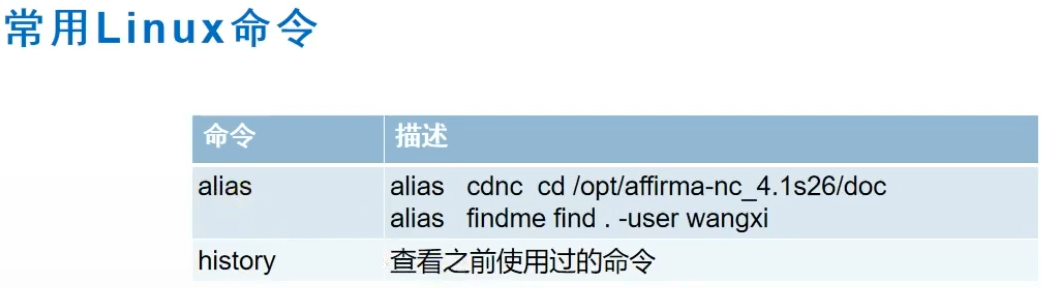 常用Linux命令
命令 描述
alias alias cdnc cd /opt/affirma-nc_4.1s26/doc
alias findme find . -user wangxi
history 查看之前使用过的命令